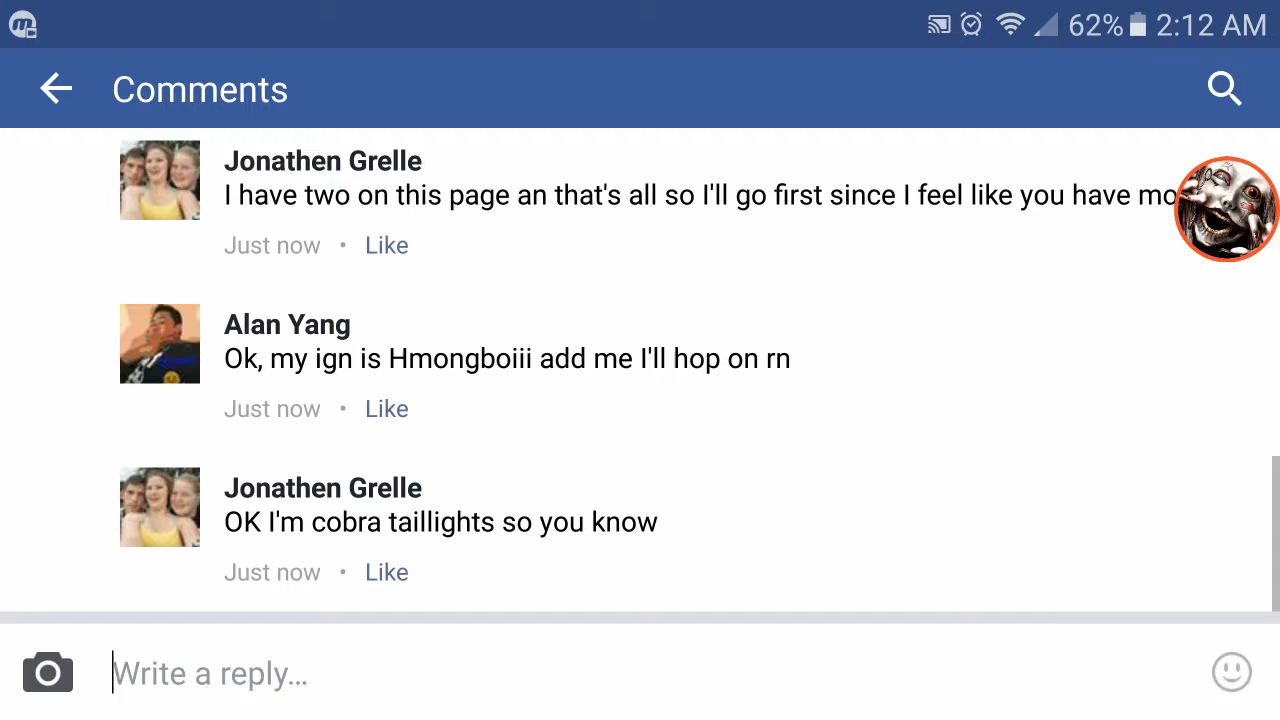 62% 2:12 AM
Comments
Jonathen Grelle
I have two on this page an that's all so I'll go first since I feel like you have
Just now • Like
Alan Yang
Ok, my ign is Hmongboiii add me I'll hop on rn
Just now • Like
Jonathen Grelle
OK I'm cobra taillights so you know
Just now • Like
Write a reply...